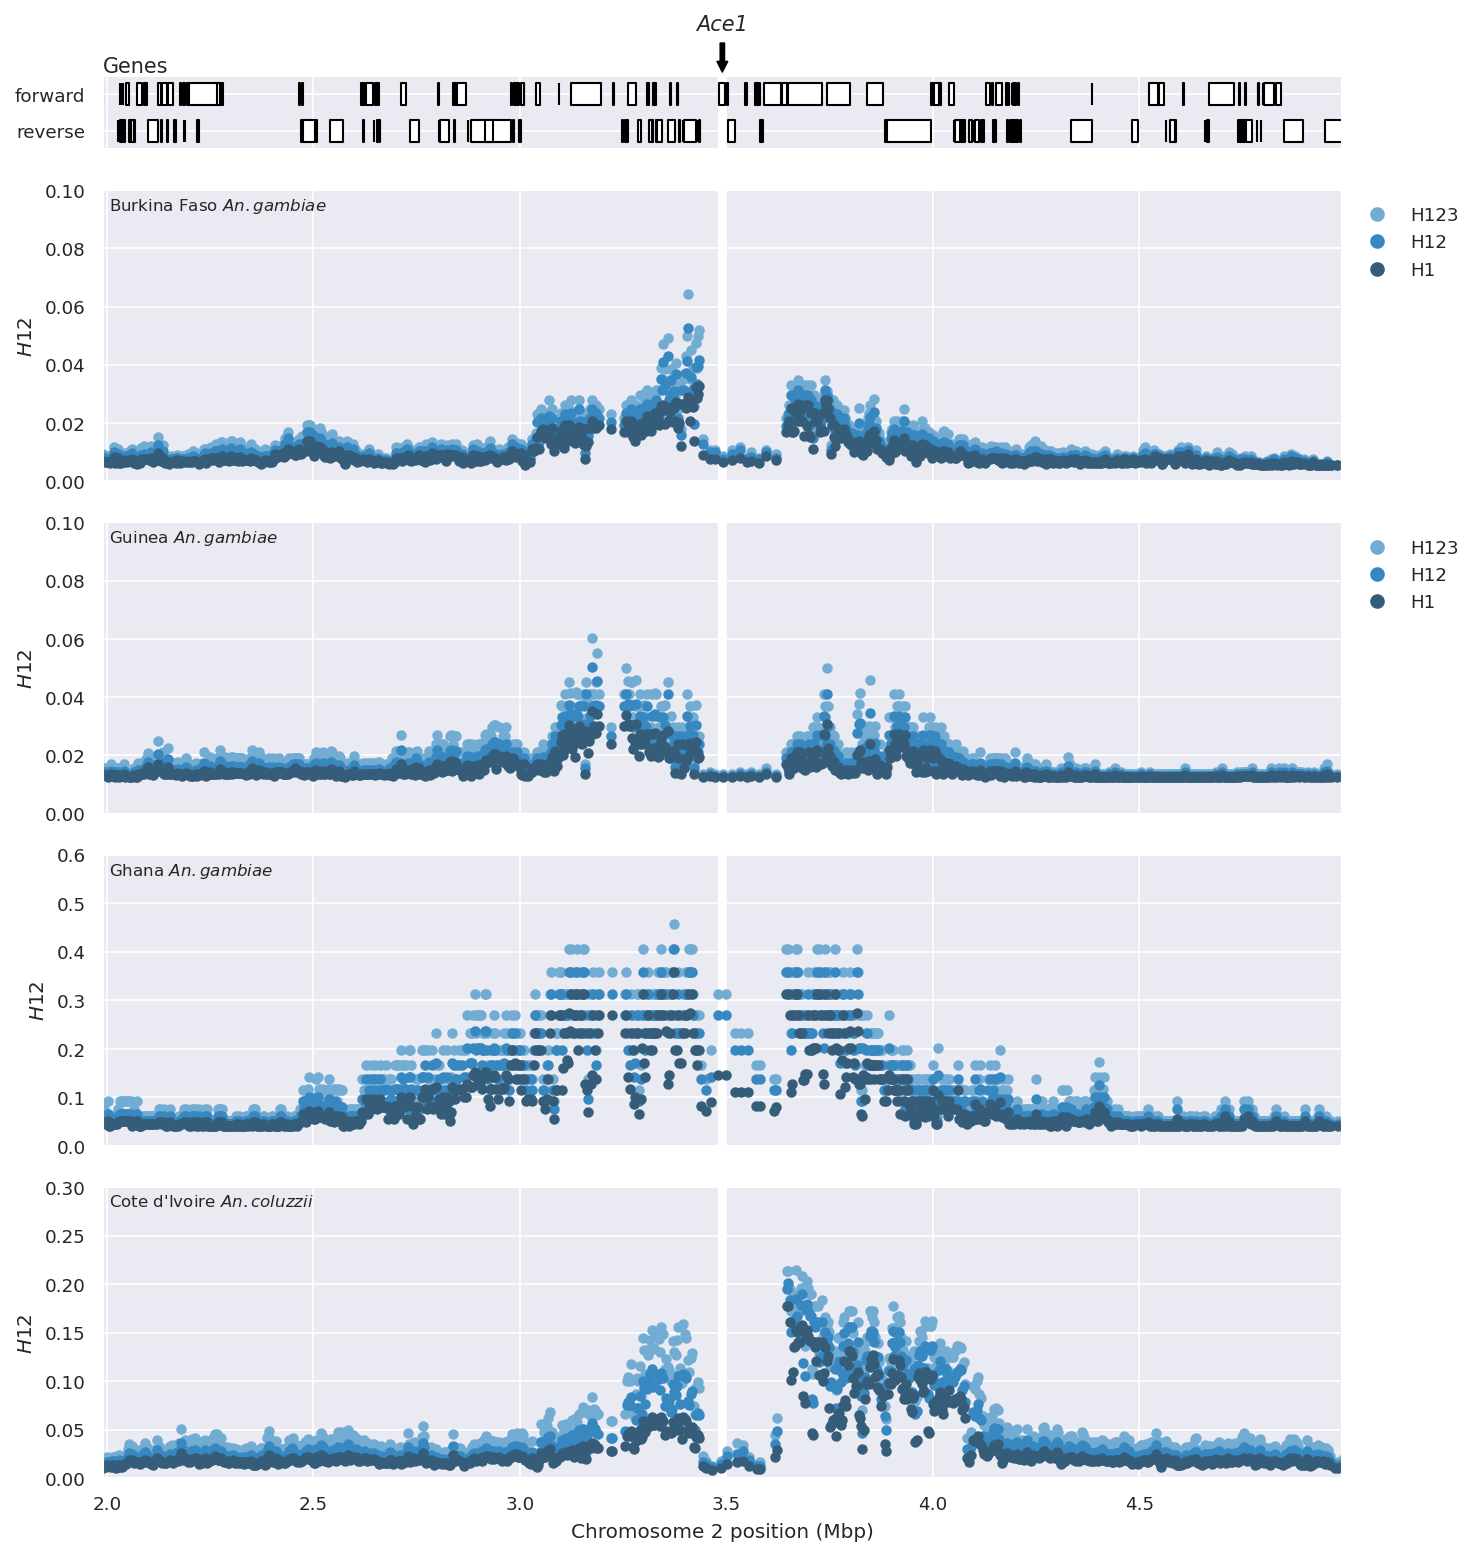 Ace1
Genes
forward
reverse
0.10
0.08
0.06
0.04
0.02
0.00
H12
Burkina Faso An. gambiae
H123
H12
H1
0.10
0.08
0.06
0.04
0.02
0.00
H12
Guinea An. gambiae
H123
H12
H1
0.6
0.5
0.4
0.3
0.2
0.1
0.0
H12
Ghana An. gambiae
0.30
0.25
0.20
0.15
0.10
0.05
0.00
H12
Cote d'Ivoire An. coluzzii
2.0 2.5 3.0 3.5 4.0 4.5
Chromosome 2 position (Mbp)